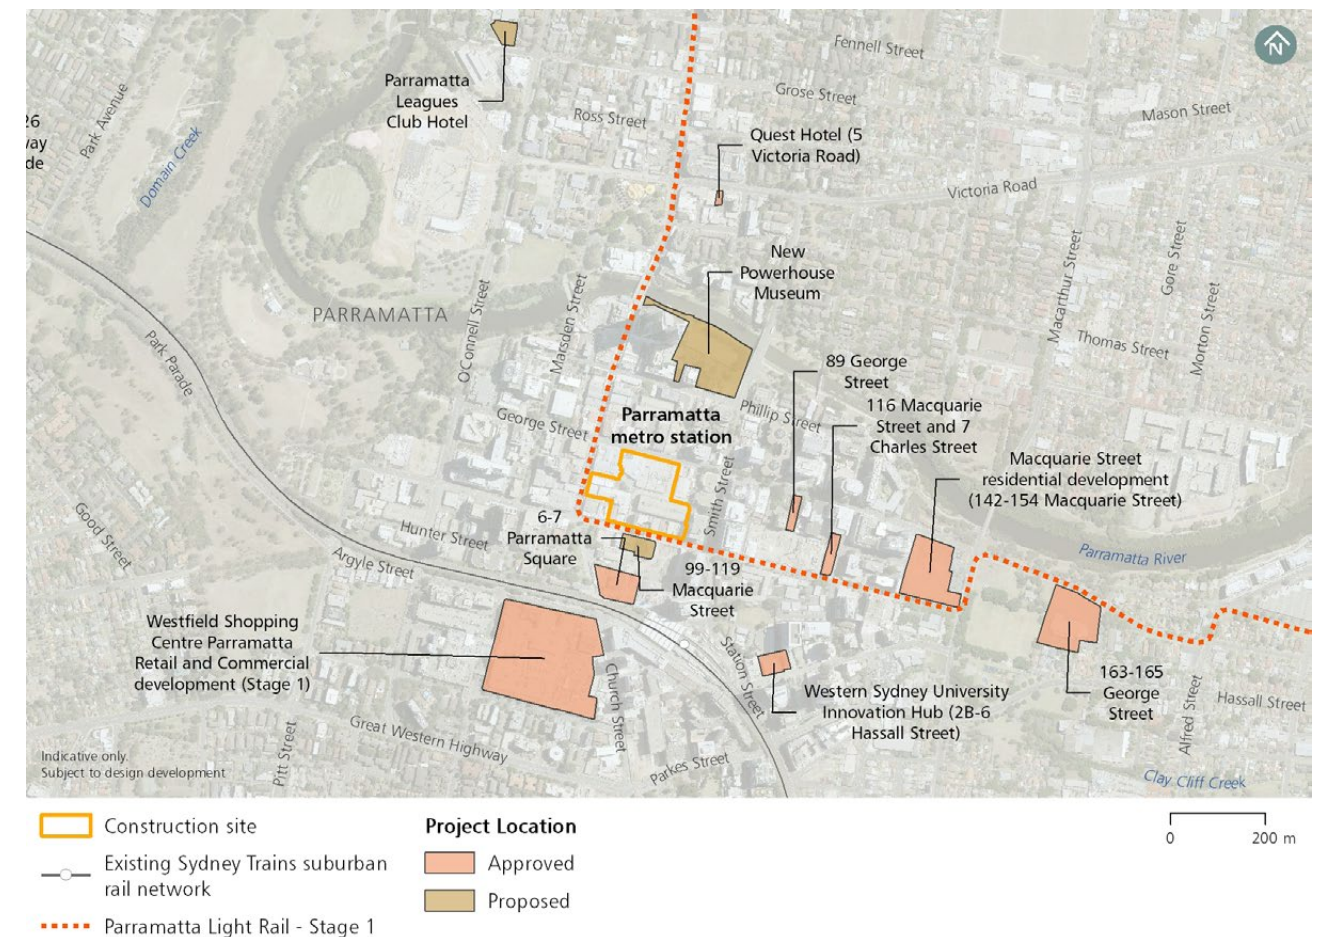 Fennell Street
Grose Street
Mason Street
Park Avenue
Domain Creek
Parramatta
Leagues
Club Hotel
Ross Street
26
way
de
Quest Hotel (5
Victoria Road)
Victoria Road
N
New
Powerhouse
Museum
PARRAMATTA
O'Connell Street
Marsden Street
Macarthur Street
Gore Street
Morton Street
Thomas Street
Park Parade
89 George
Street
116 Macquarie
Street and 7
Charles Street
Phillip Street
George Street
Parramatta
metro station
Smith Street
Macquarie Street
residential development
(142-154 Macquarie Street)
Good Street
Hunter Street
Argyle Street
6-7
Parramatta
Square
99-119
Macquarie
Street
Parramatta River
Westfield Shopping
Centre Parramatta
Retail and Commercial
development (Stage 1)
Church Street
Station Street
Western Sydney University
Innovation Hub (2B-6
Hassall Street)
163-165
George
Street
Alfred Street
Hassall Street
Great Western Highway
Pitt Street
Parkes Street
Clay Cliff Creek
Indicative only.
Subject to design development
Construction site
Existing Sydney Trains suburban
rail network
Parramatta Light Rail - Stage 1
Project Location
Approved
Proposed
0 200 m